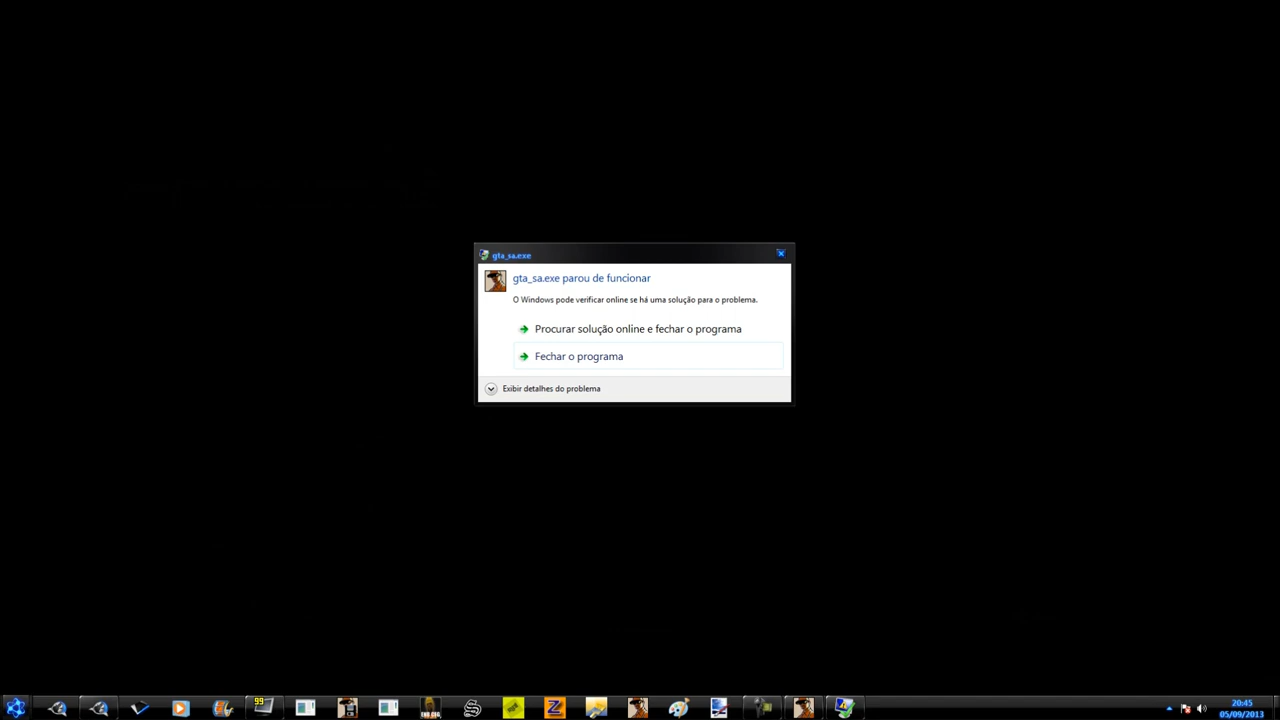 gta_sa.exe
gta_sa.exe parou de funcionar
O Windows pode verificar online se há uma solução para o problema.
Procurar solução online e fechar o programa
Fechar o programa
Exibir detalhes do problema
99
20:45
05/09/2013